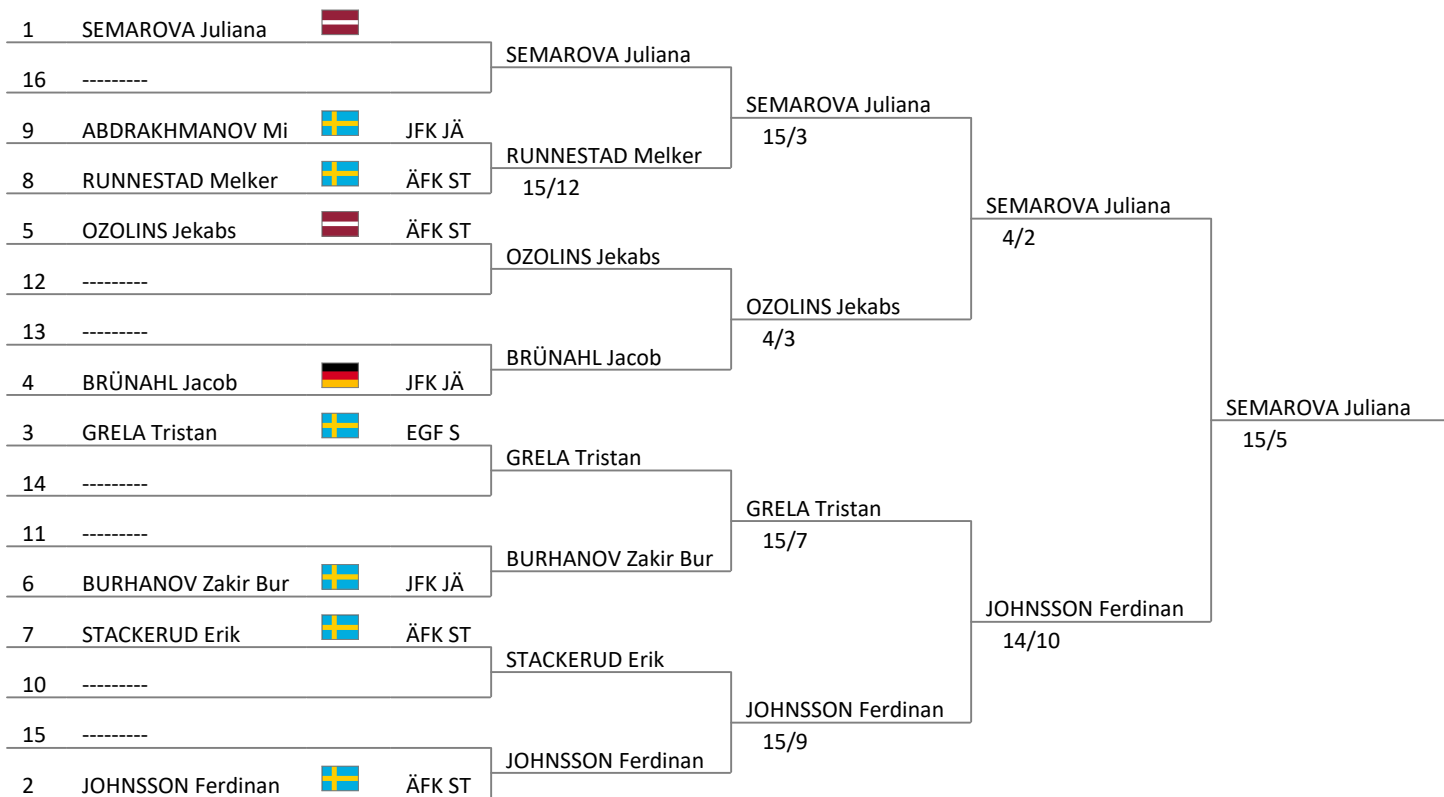 1 SEMAROVA Juliana
SEMAROVA Juliana
16 ---------
SEMAROVA Juliana
15/3
9 ABDRAKHMANOV Mi JFK JÄ
RUNNESTAD Melker
15/12
8 RUNNESTAD Melker ÄFK ST
SEMAROVA Juliana
4/2
5 OZOLINS Jekabs ÄFK ST
OZOLINS Jekabs
12 ---------
OZOLINS Jekabs
4/3
13 ---------
BRÜNAHL Jacob
4 BRÜNAHL Jacob JFK JÄ
SEMAROVA Juliana
15/5
3 GRELA Tristan EGF S
GRELA Tristan
14 ---------
GRELA Tristan
15/7
11 ---------
BURHANOV Zakir Bur
6 BURHANOV Zakir Bur JFK JÄ
JOHNSSON Ferdinan
14/10
7 STACKERUD Erik ÄFK ST
STACKERUD Erik
10 ---------
JOHNSSON Ferdinan
15/9
15 ---------
JOHNSSON Ferdinan
2 JOHNSSON Ferdinan ÄFK ST